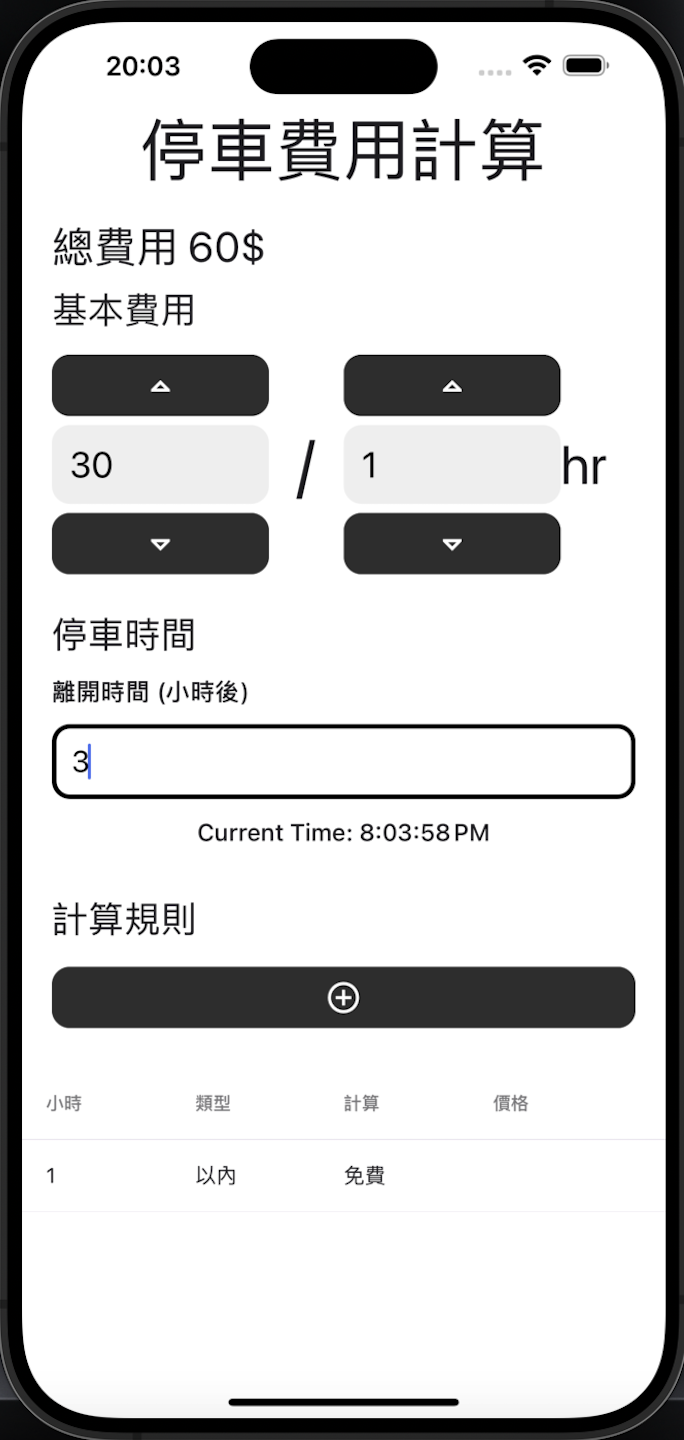 20:03
停車費用計算
總費用 60$
基本費用
30 / 1 hr
停車時間
離開時間 (小時後)
3
Current Time: 8:03:58 PM
計算規則
小時 類型 計算 價格
1 以內 免費